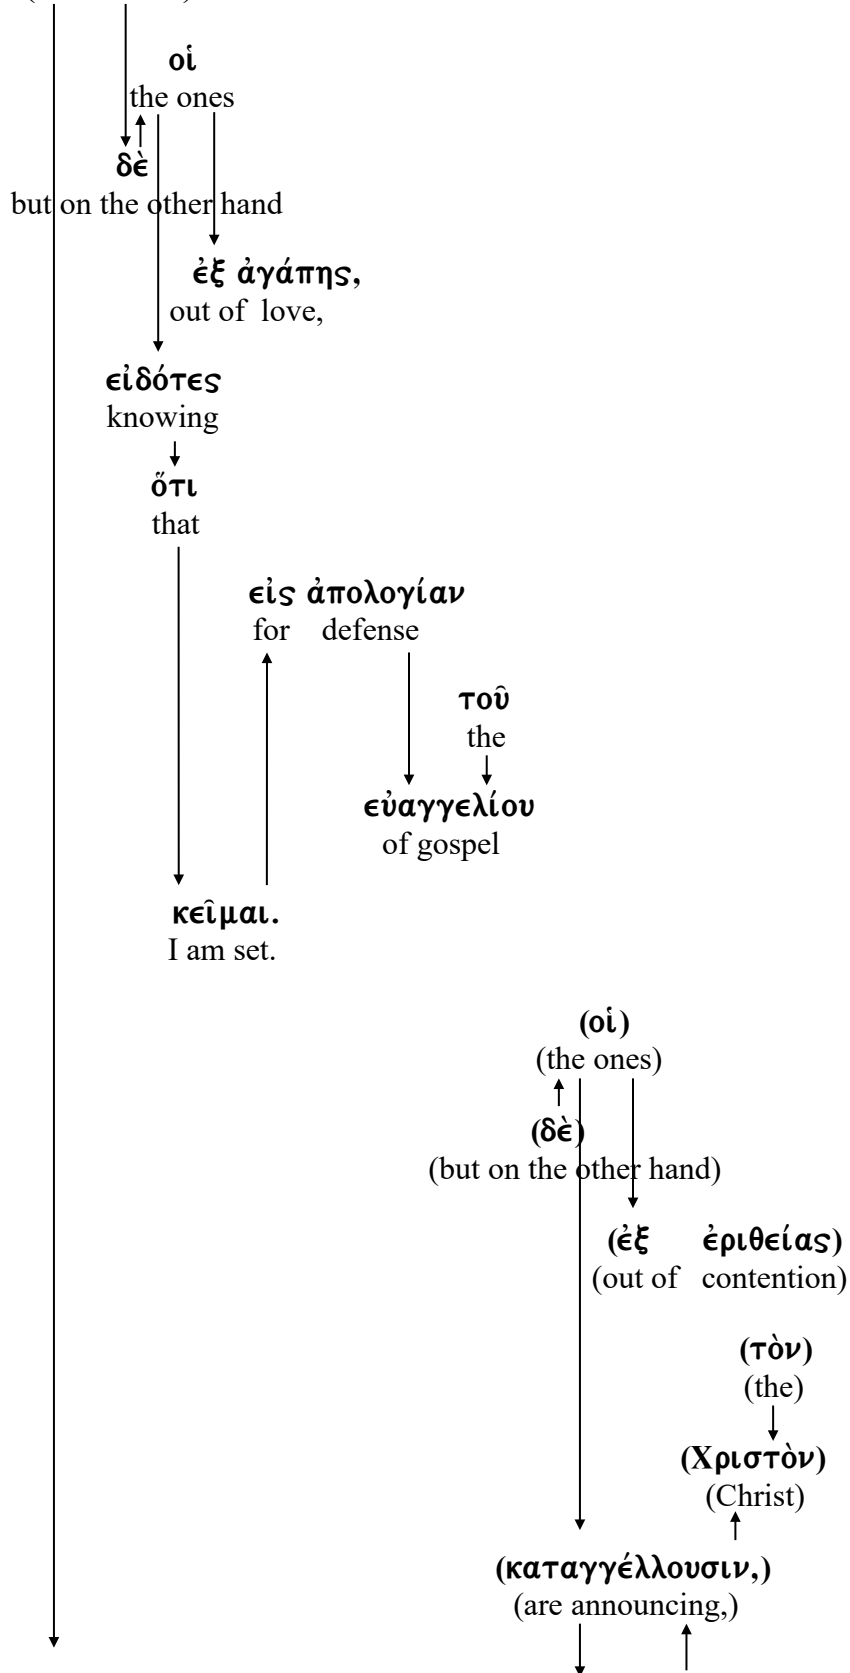 οἱ
the ones
δὲ
but on the other hand
ἐξ ἀγάπης,
out of love,
εἰδότες
knowing
ὅτι
that
εἰς ἀπολογίαν
for defense
τοῦ
the
εὐαγγελίου
of gospel
κεῖμαι.
I am set.
(οἱ)
(the ones)
(δὲ)
(but on the other hand)
(ἐξ ἐριθείας)
(out of contention)
(τὸν)
(the)
(Χριστὸν)
(Christ)
(καταγγέλλουσιν,)
(are announcing,)